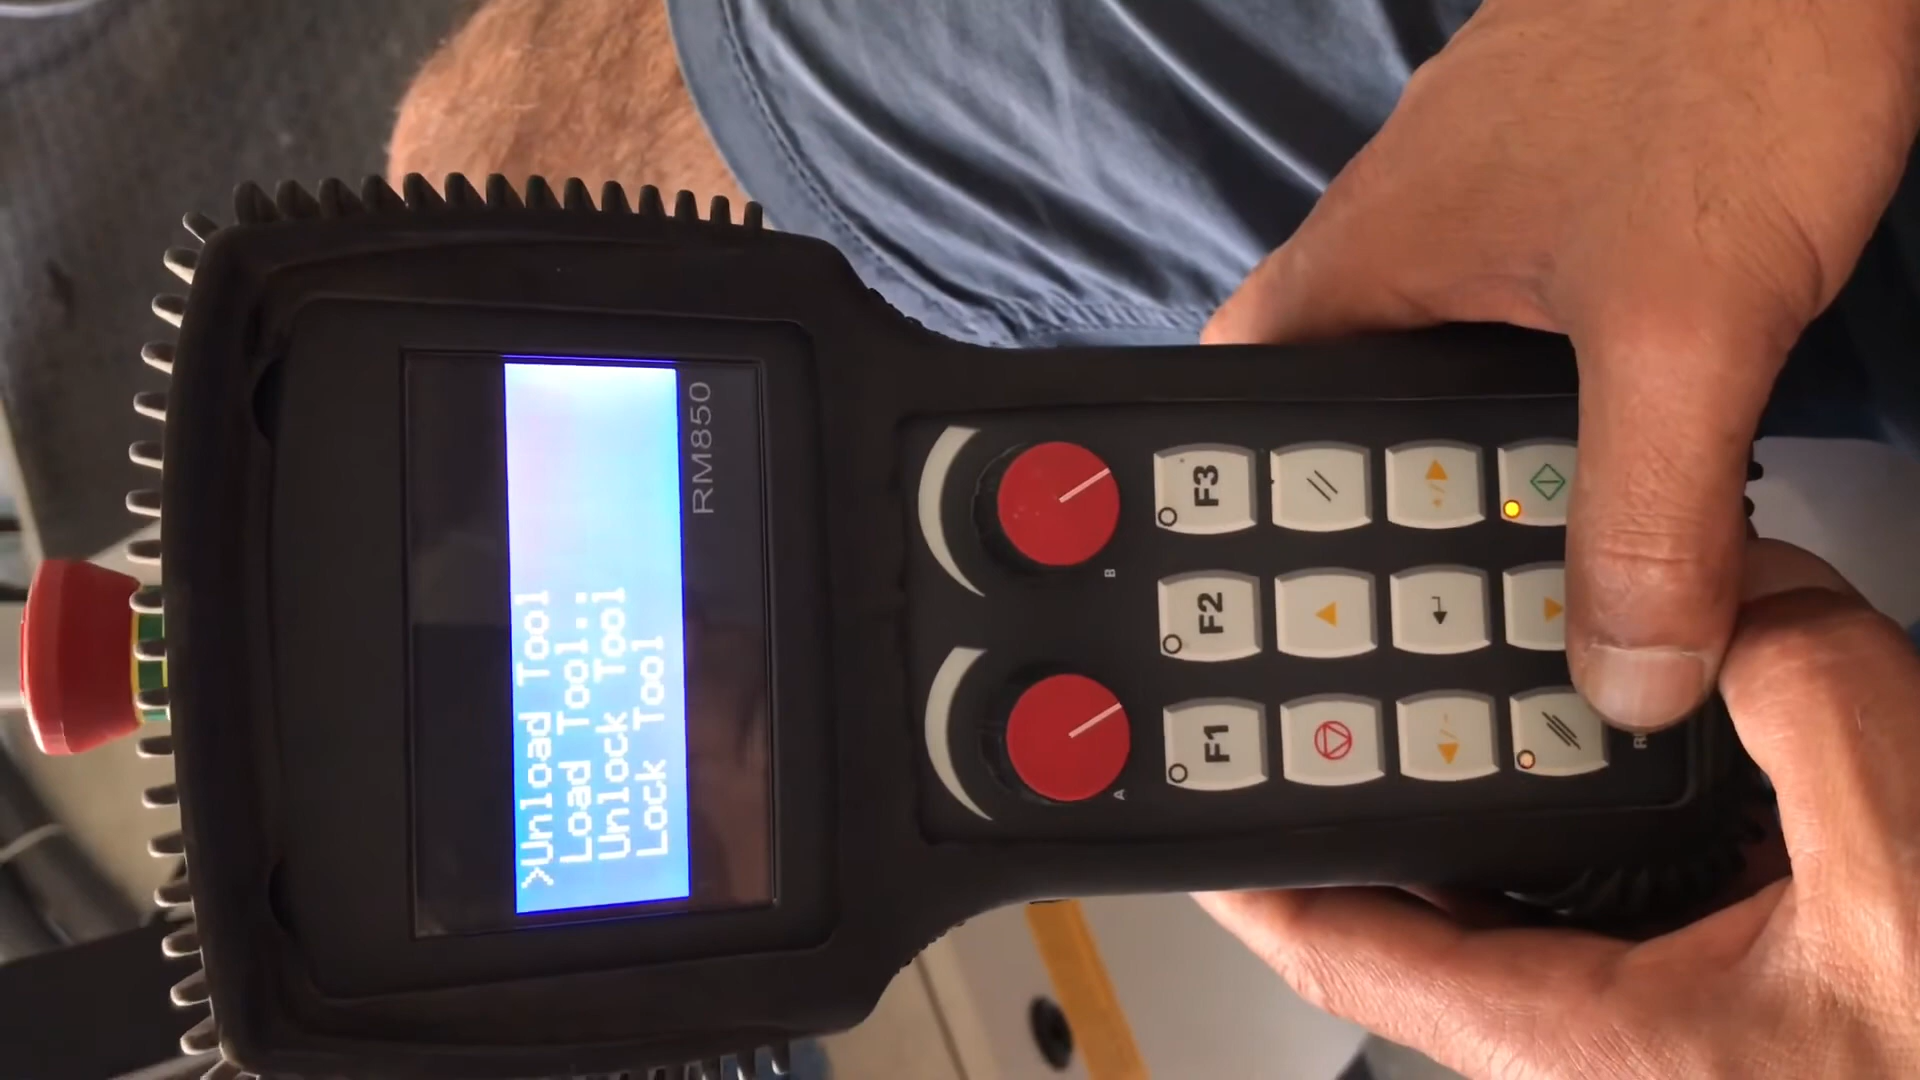 >Unload Tool
Load Tool..
Unlock Tool
Lock Tool
RM850
A
B
F1
F2
F3